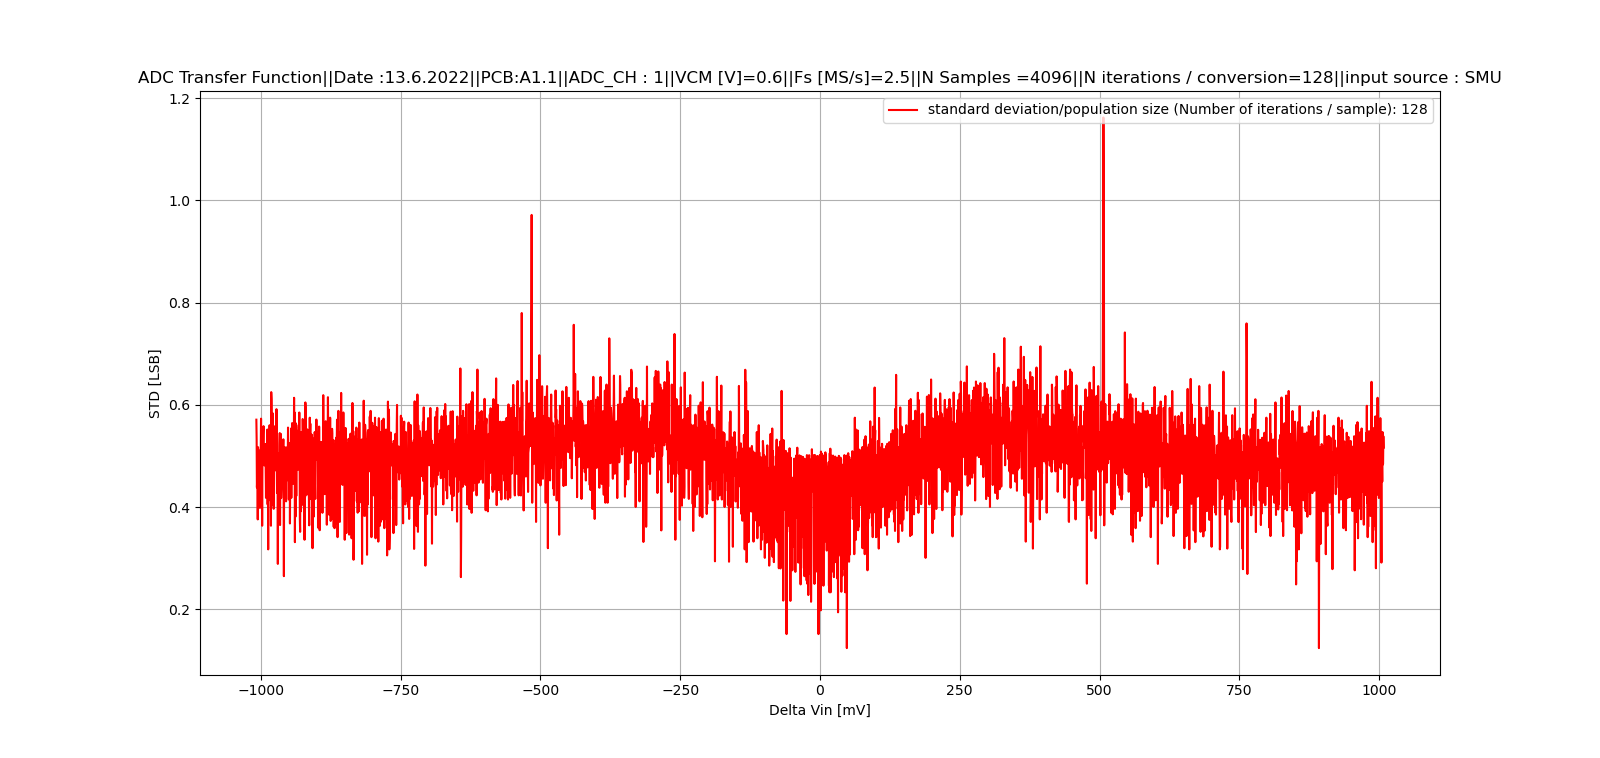 ADC Transfer Function||Date :13.6.2022||PCB:A1.1||ADC_CH : 1||VCM [V]=0.6||Fs [MS/s]=2.5||N Samples =4096||N iterations / conversion=128||input source : SMU
standard deviation/population size (Number of iterations / sample): 128
1.2
1.0
0.8
0.6
0.4
0.2
STD [LSB]
−1000 −750 −500 −250 0 250 500 750 1000
Delta Vin [mV]